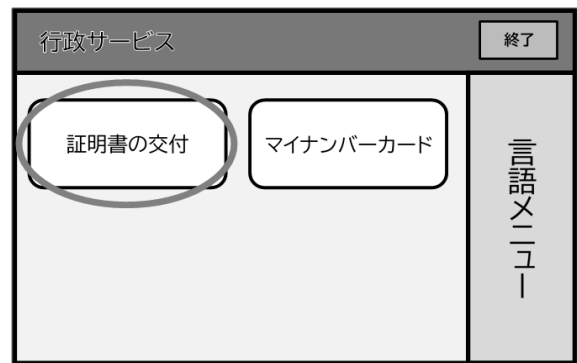 行政サービス
終了
証明書の交付
マイナンバーカード
言語メニュー